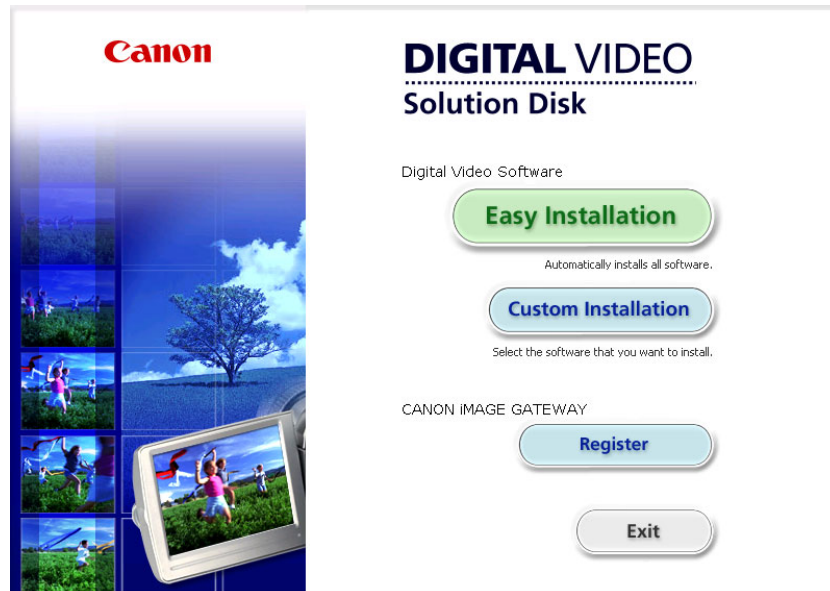 Canon
DIGITAL VIDEO
Solution Disk
Digital Video Software
Easy Installation
Automatically installs all software.
Custom Installation
Select the software that you want to install.
CANON iMAGE GATEWAY
Register
Exit